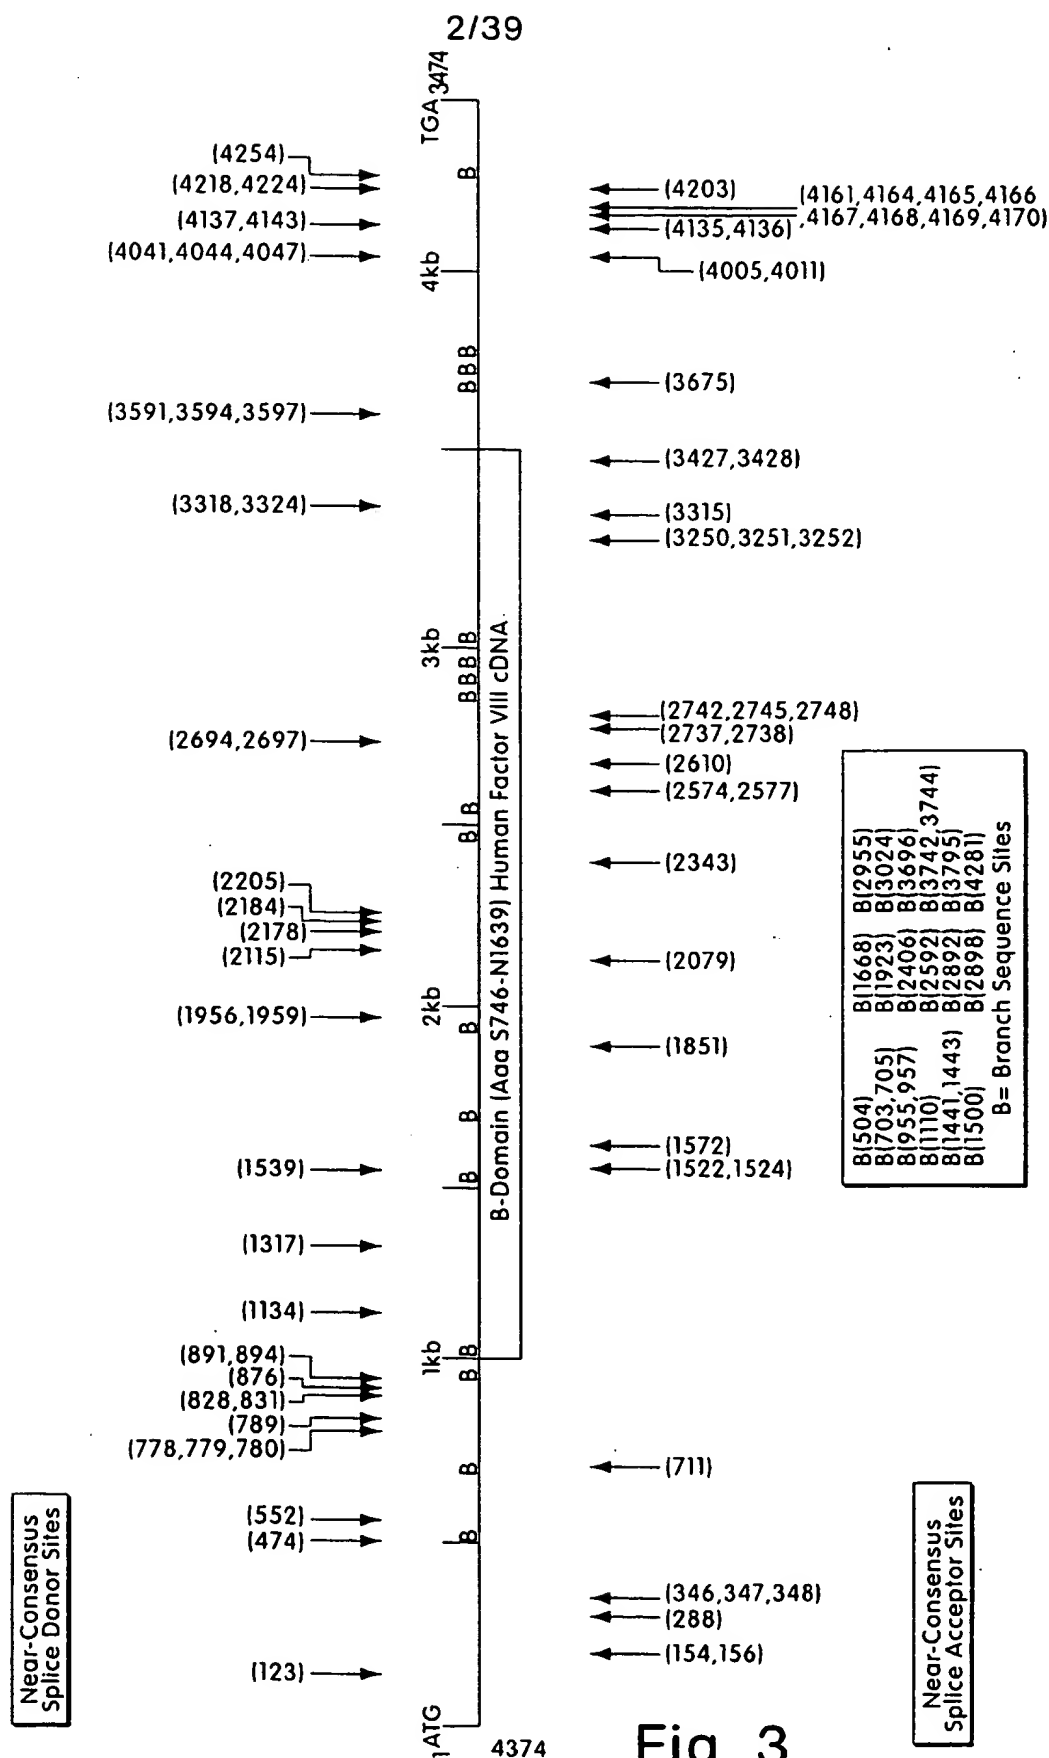 2/39
TGA 3474
(4254)
(4218,4224)
(4137,4143)
(4041,4044,4047)
(3591,3594,3597)
(3318,3324)
(2694,2697)
(2205)
(2184)
(2178)
(2115)
(1956,1959)
(1539)
(1317)
(1134)
(891,894)
(876)
(828,831)
(789)
(778,779,780)
(552)
(474)
(123)
B
4kb
B
B
B
3kb
B
B
B
B
B
B
2kb
B
B
B
1kb
B
B
B
B
1 ATG
B-Domain (Aaa S746-N1639) Human Factor VIII cDNA
(4203)
(4161,4164,4165,4166
,4167,4168,4169,4170)
(4135,4136)
(4005,4011)
(3675)
(3427,3428)
(3315)
(3250,3251,3252)
(2742,2745,2748)
(2737,2738)
(2610)
(2574,2577)
(2343)
(2079)
(1851)
(1572)
(1522,1524)
(711)
(346,347,348)
(288)
(154,156)
B(504) B(1668) B(2955)
B(703,705) B(1923) B(3024)
B(955,957) B(2406) B(3696)
B(1110) B(2592) B(3742,3744)
B(1441,1443) B(2892) B(3795)
B(1500) B(2898) B(4281)
B= Branch Sequence Sites
Near-Consensus
Splice Donor Sites
Near-Consensus
Splice Acceptor Sites
4374
Fig. 3